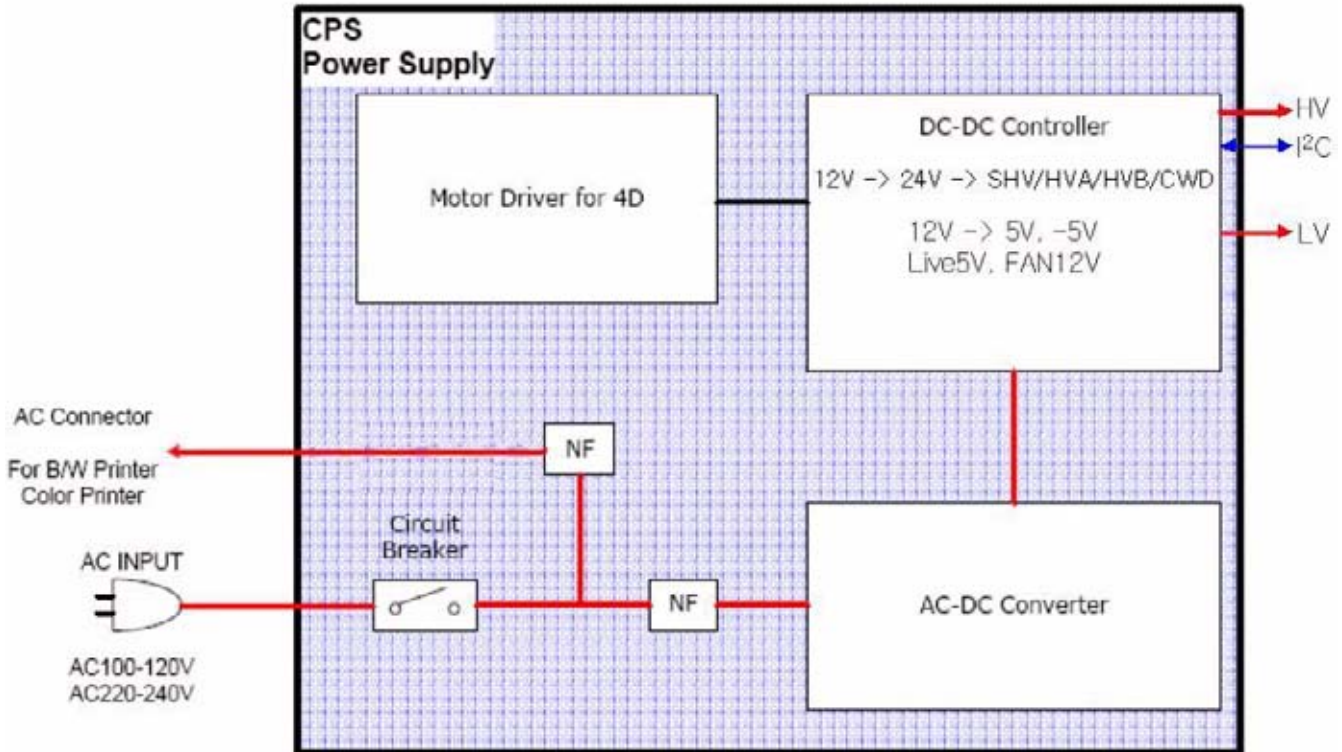 CPS
Power Supply
Motor Driver for 4D
DC-DC Controller
12V -> 24V -> SHV/HVA/HVB/CWD
12V -> 5V, -5V
Live5V, FAN12V
HV
I²C
LV
AC Connector
For B/W Printer
Color Printer
NF
Circuit
Breaker
AC INPUT
NF
AC-DC Converter
AC100-120V
AC220-240V